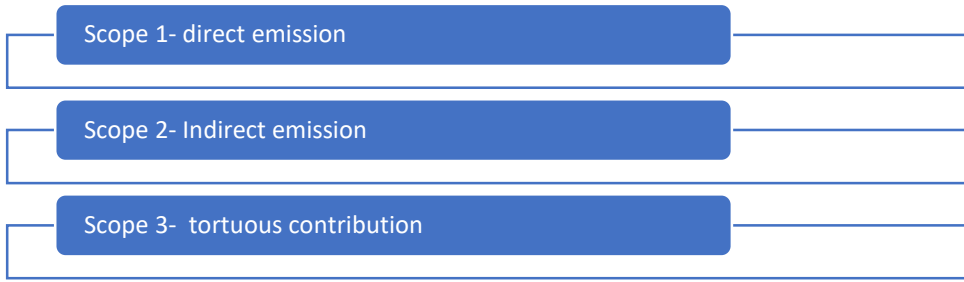 Scope 1- direct emission
Scope 2- Indirect emission
Scope 3-  tortuous contribution